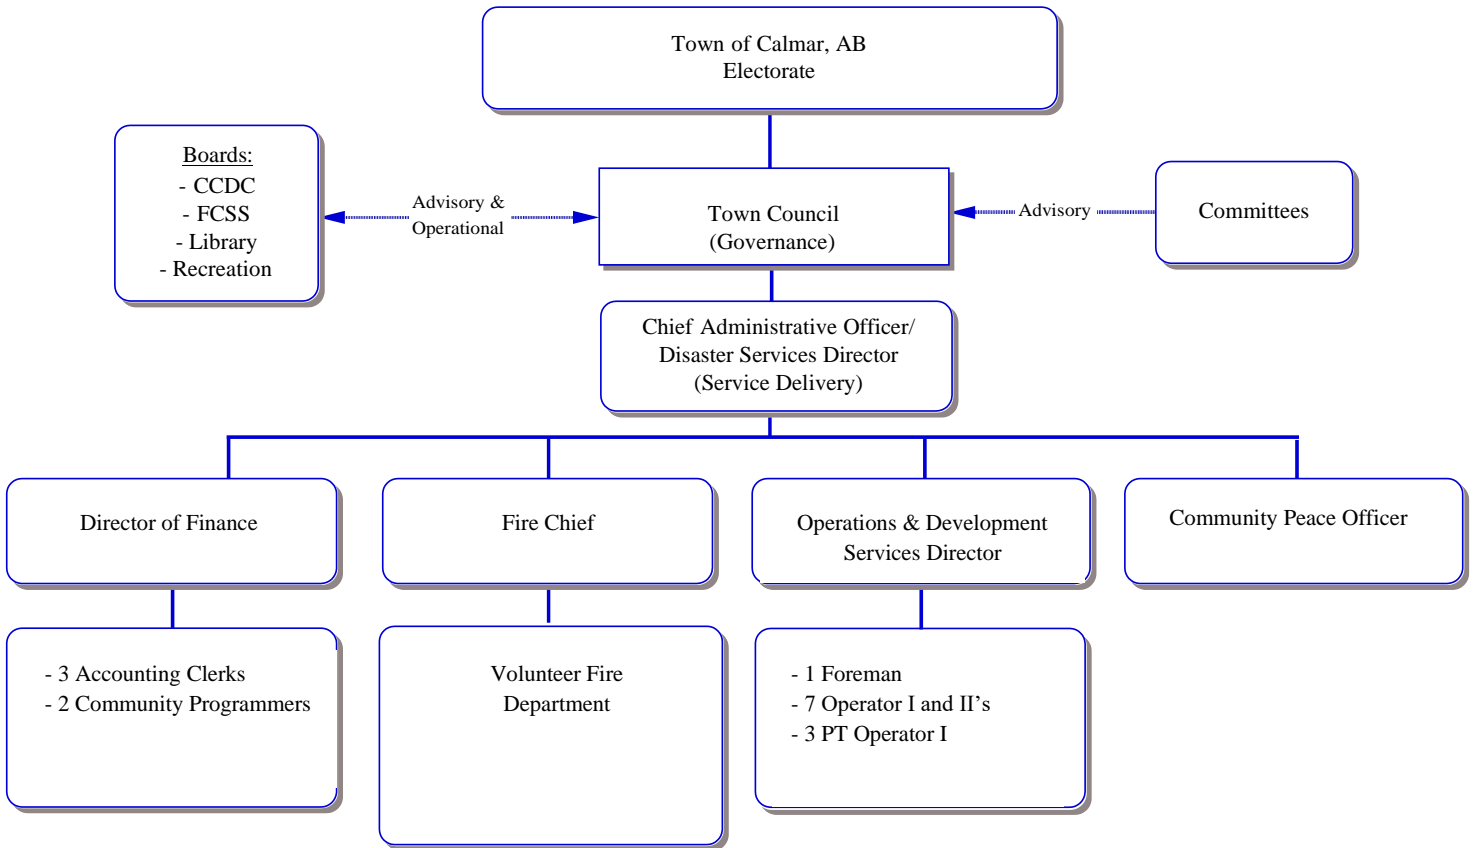 Town of Calmar, AB
Electorate
Boards:
- CCDC
- FCSS
- Library
- Recreation
Advisory &
Operational
Town Council
(Governance)
Advisory
Committees
Chief Administrative Officer/
Disaster Services Director
(Service Delivery)
Director of Finance
Fire Chief
Operations & Development
Services Director
Community Peace Officer
- 3 Accounting Clerks
- 2 Community Programmers
Volunteer Fire
Department
- 1 Foreman
- 7 Operator I and II’s
- 3 PT Operator I